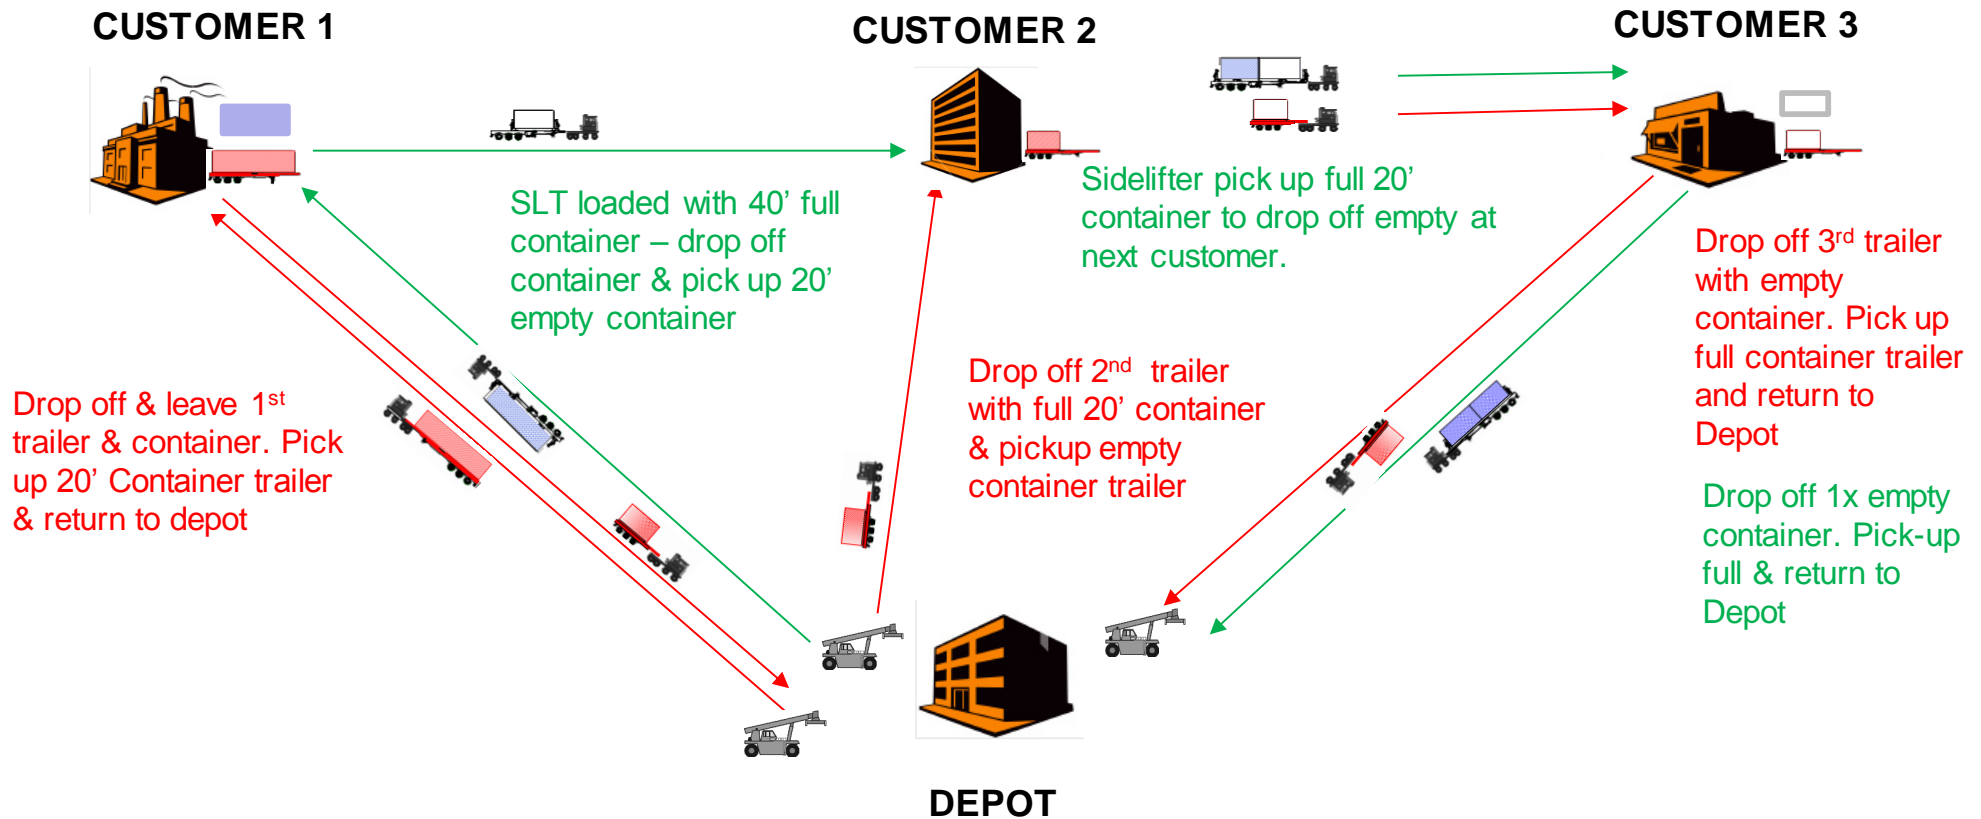 CUSTOMER 1
CUSTOMER 2
CUSTOMER 3
SLT loaded with 40’ full
container – drop off
container & pick up 20’
empty container
Sidelifter pick up full 20’
container to drop off empty at
next customer.
Drop off 3rd trailer
with empty
container. Pick up
full container trailer
and return to
Depot
Drop off & leave 1st
trailer & container. Pick
up 20’ Container trailer
& return to depot
Drop off 2nd trailer
with full 20’ container
& pickup empty
container trailer
Drop off 1x empty
container. Pick-up
full & return to
Depot
DEPOT